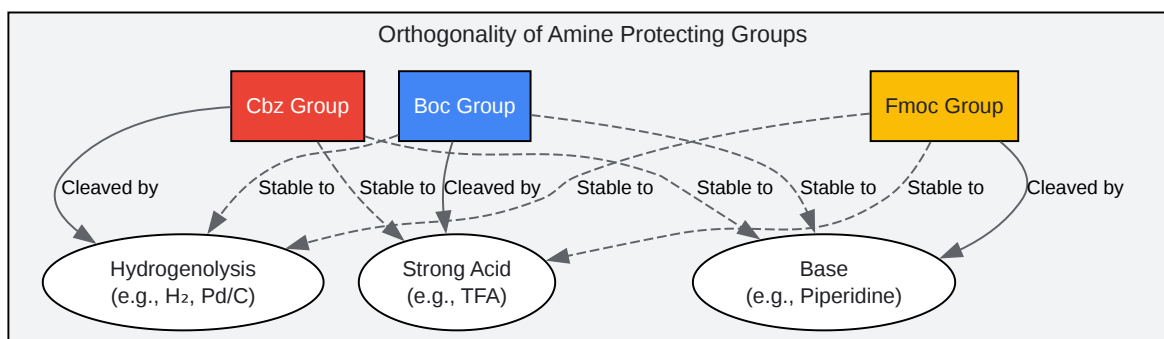 Orthogonality of Amine Protecting Groups
Cbz Group
Boc Group
Fmoc Group
Cleaved by
Stable to
Stable to
Cleaved by
Stable to
Stable to
Stable to
Stable to
Cleaved by
Hydrogenolysis
(e.g., H₂, Pd/C)
Strong Acid
(e.g., TFA)
Base
(e.g., Piperidine)